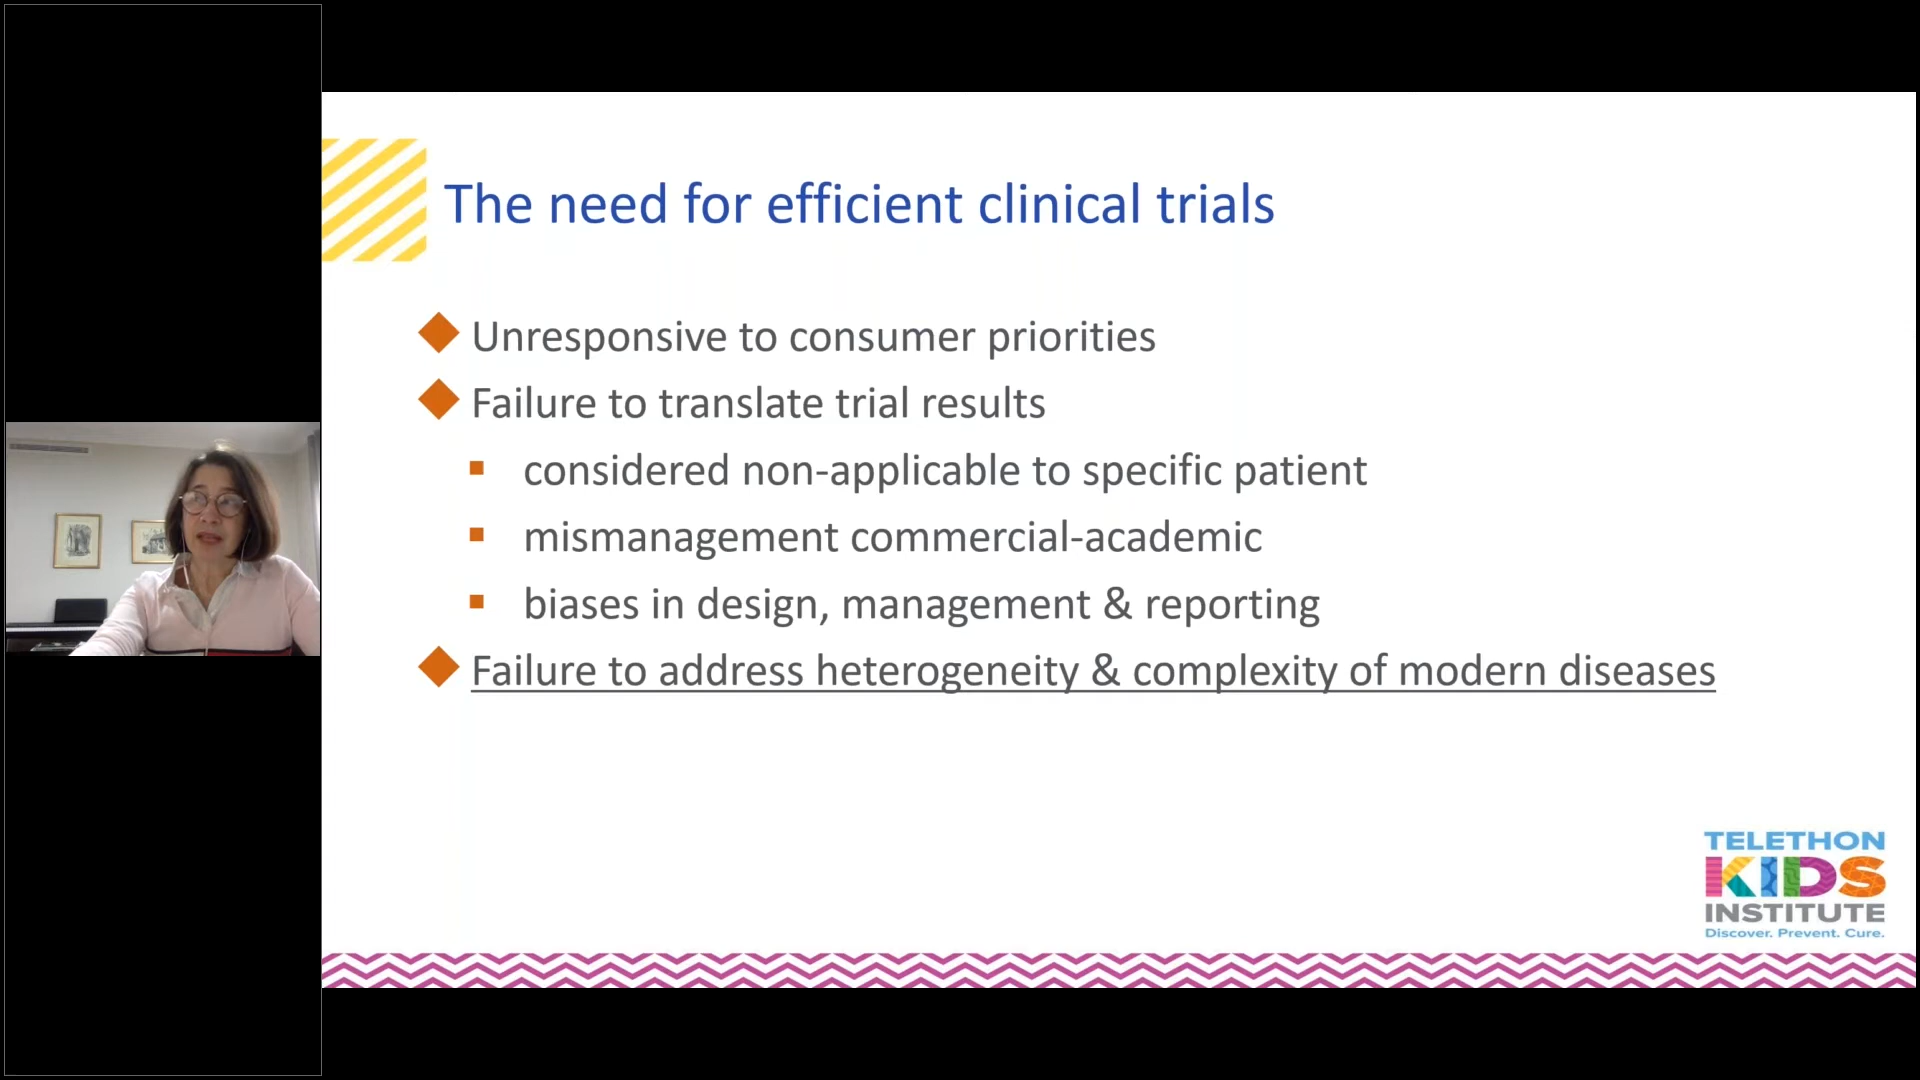 The need for efficient clinical trials
Unresponsive to consumer priorities
Failure to translate trial results
considered non-applicable to specific patient
mismanagement commercial-academic
biases in design, management & reporting
Failure to address heterogeneity & complexity of modern diseases
TELETHON
KIDS
INSTITUTE
Discover. Prevent. Cure.